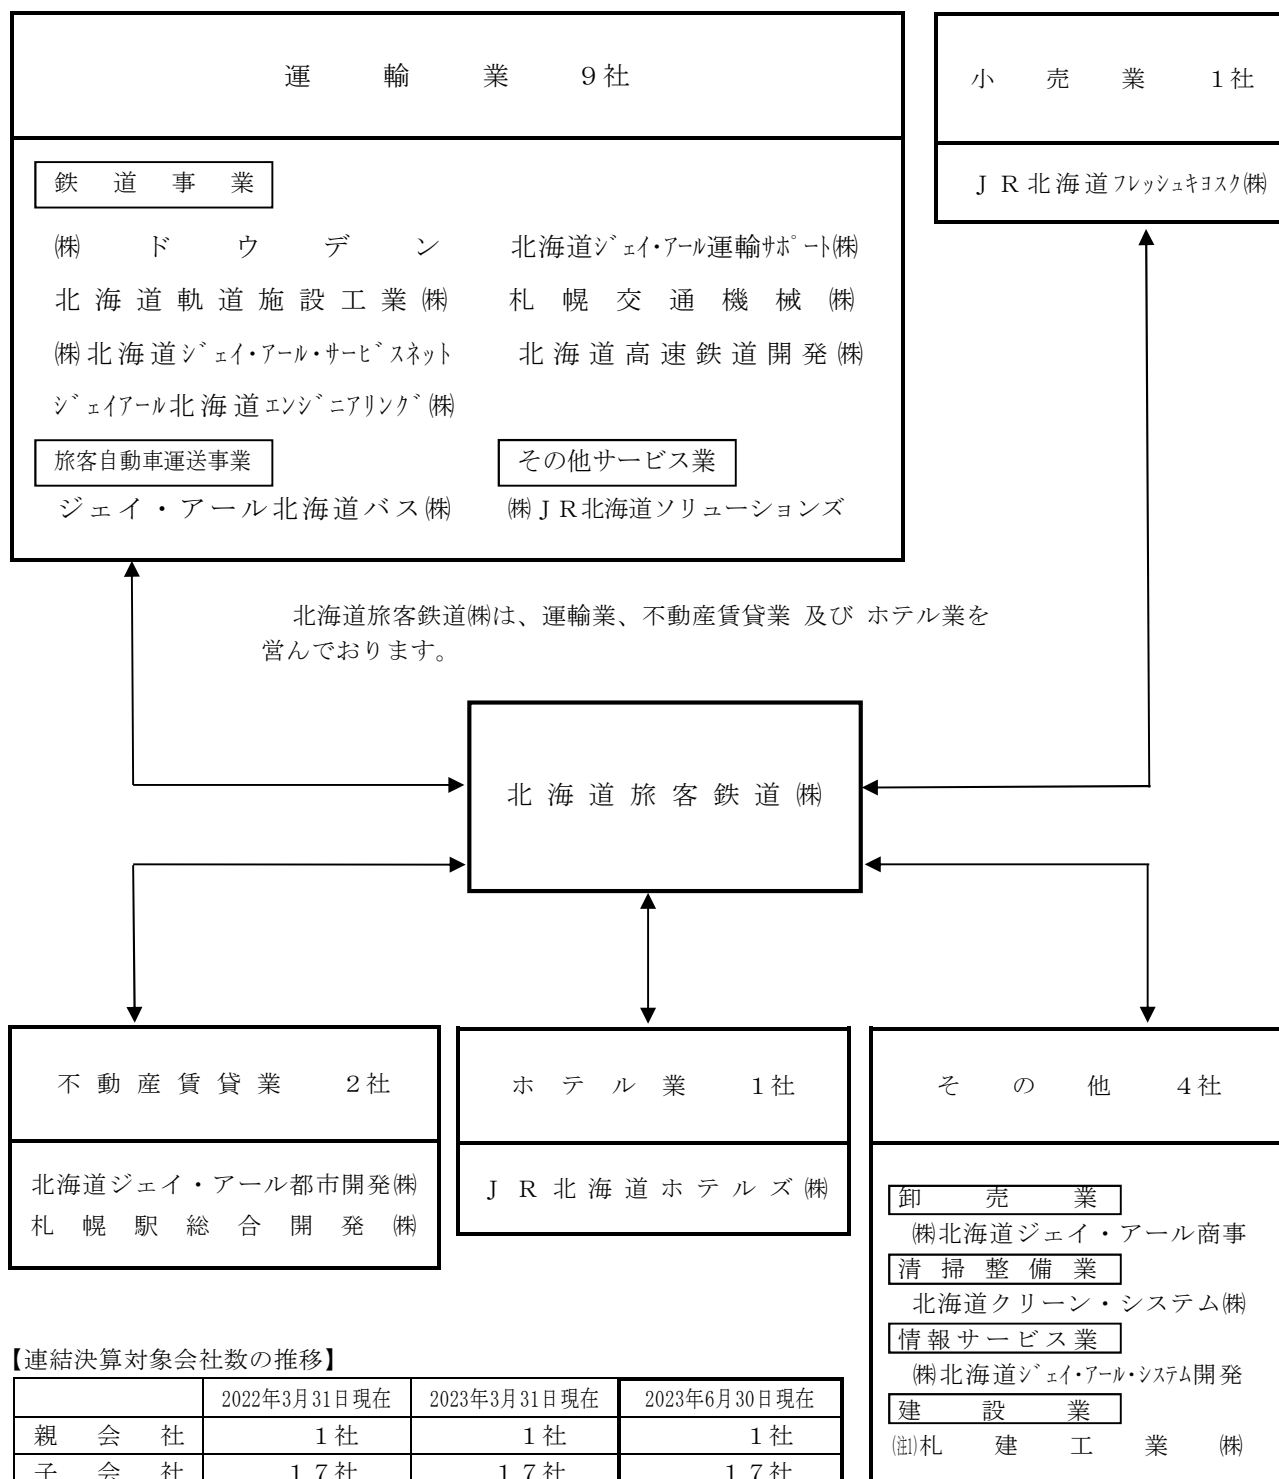 運輸業 9社
鉄道事業
㈱ドウデン 北海道ｼﾞｪｲ・ｱｰﾙ運輸ｻﾎﾟｰﾄ㈱
北海道軌道施設工業㈱ 札幌交通機械㈱
㈱北海道ｼﾞｪｲ・ｱｰﾙ・ｻｰﾋﾞｽﾈｯﾄ 北海道高速鉄道開発㈱
ｼﾞｪｲｱｰﾙ北海道ｴﾝｼﾞﾆｱﾘﾝｸﾞ㈱
旅客自動車運送事業 その他サービス業
ジェイ・アール北海道バス㈱ ㈱ＪＲ北海道ソリューションズ
小売業 1社
ＪＲ北海道ﾌﾚｯｼｭｷﾖｽｸ㈱
北海道旅客鉄道㈱は、運輸業、不動産賃貸業 及び ホテル業を
営んでおります。
北海道旅客鉄道㈱
不動産賃貸業 2社
北海道ジェイ・アール都市開発㈱
札幌駅総合開発㈱
ホテル業 1社
ＪＲ北海道ホテルズ㈱
その他 4社
卸売業
㈱北海道ジェイ・アール商事
清掃整備業
北海道クリーン・システム㈱
情報サービス業
㈱北海道ｼﾞｪｲ・ｱｰﾙ・ｼｽﾃﾑ開発
建設業
(注1)札建工業㈱
【連結決算対象会社数の推移】
2022年3月31日現在 2023年3月31日現在 2023年6月30日現在
親会社 1社 1社 1社
子会社 17社 17社 17社